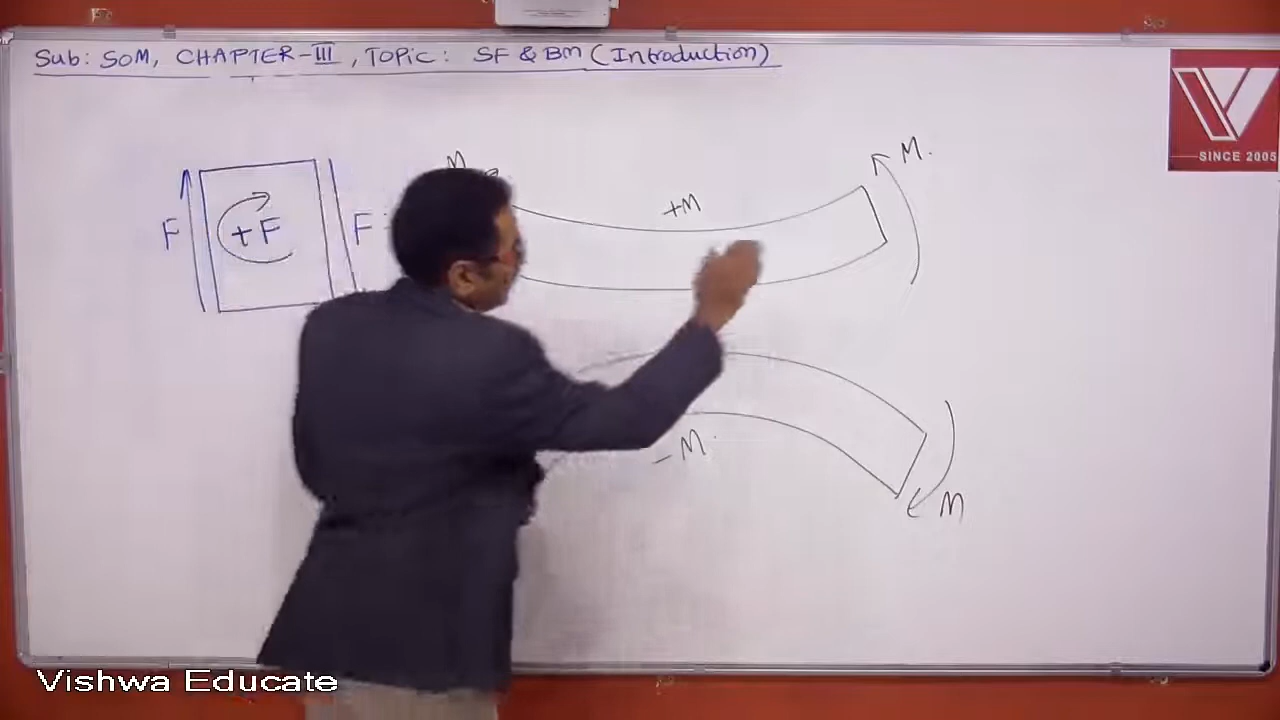 Sub: SOM, CHAPTER-III, TOPIC: SF & BM (Introduction)
SINCE 2005
M
M.
+M
F
+F
F
-M
M
Vishwa Educate